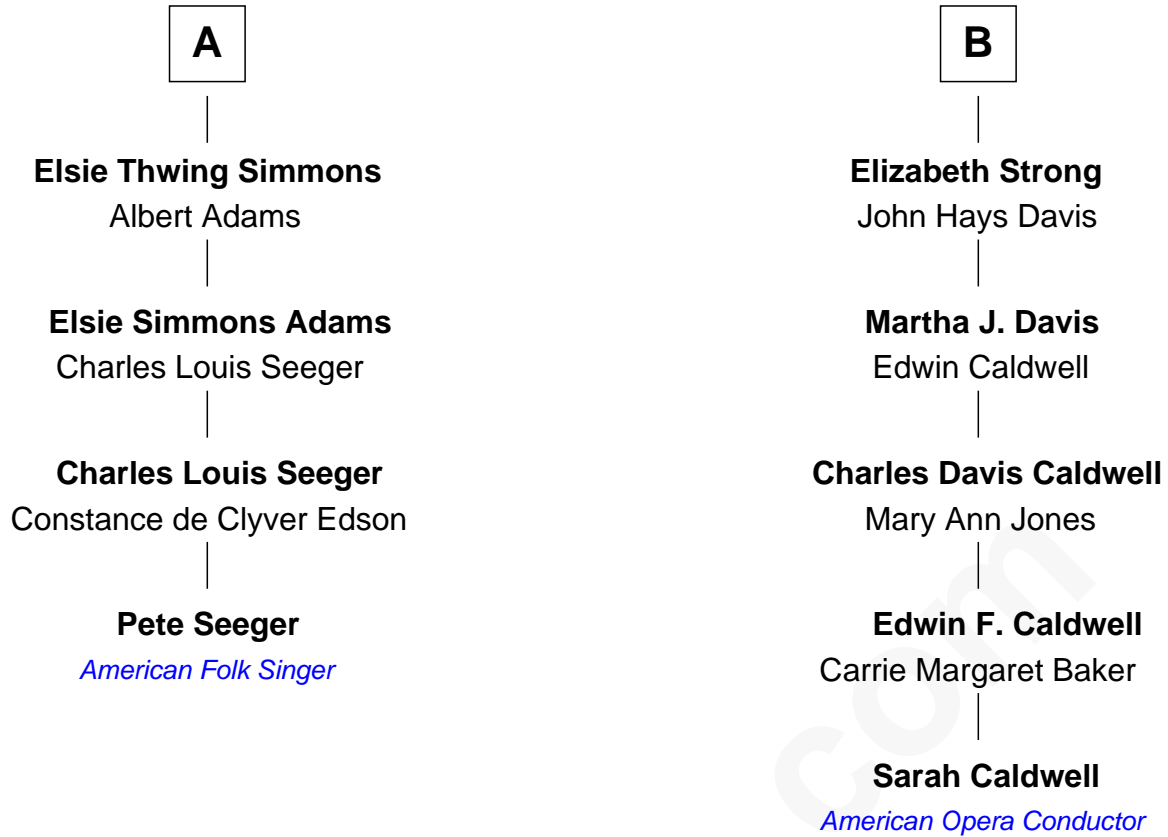 A
Elsie Thwing Simmons
Albert Adams
Elsie Simmons Adams
Charles Louis Seeger
Charles Louis Seeger
Constance de Clyver Edson
Pete Seeger
American Folk Singer
B
Elizabeth Strong
John Hays Davis
Martha J. Davis
Edwin Caldwell
Charles Davis Caldwell
Mary Ann Jones
Edwin F. Caldwell
Carrie Margaret Baker
Sarah Caldwell
American Opera Conductor
com